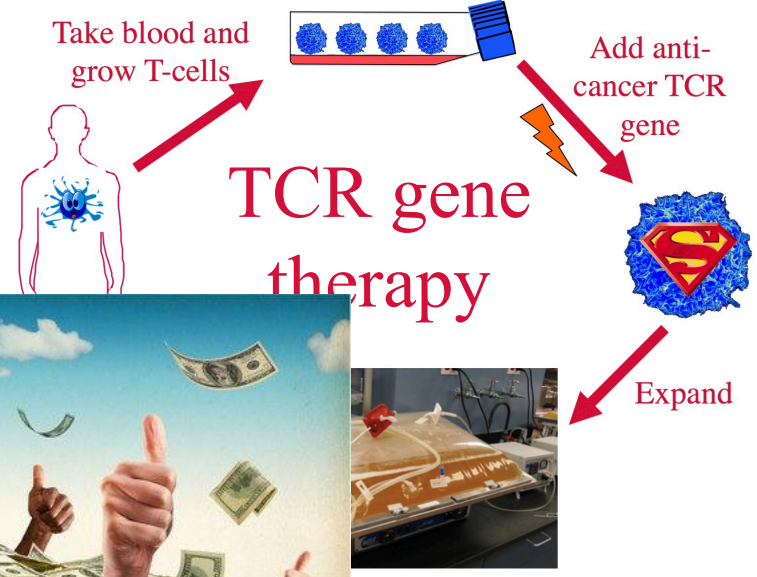 Take blood and
grow T-cells
Add anti-
cancer TCR
gene
TCR gene
therapy
S
Expand